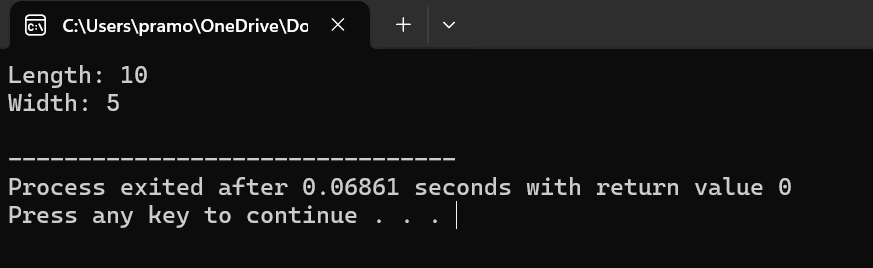 C:\Users\pramo\OneDrive\Do
Length: 10
Width: 5
--------------------------------
Process exited after 0.06861 seconds with return value 0
Press any key to continue . . .